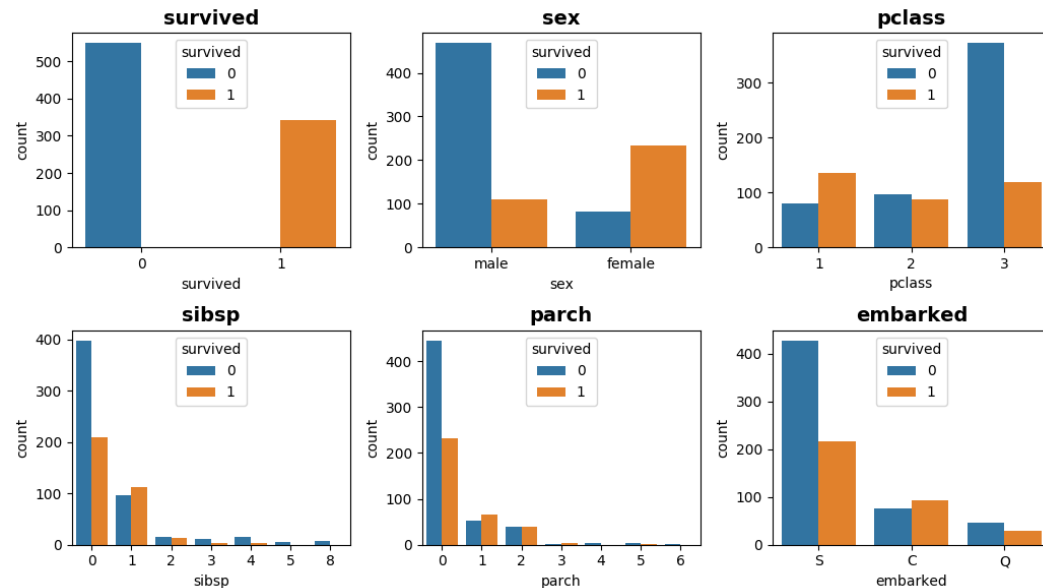 survived
survived
0
1
500
400
300
200
100
0
count
0 1
survived
sex
survived
0
1
400
300
200
100
0
count
male female
sex
pclass
survived
0
1
300
200
100
0
count
1 2 3
pclass
sibsp
survived
0
1
400
300
200
100
0
count
0 1 2 3 4 5 8
sibsp
parch
survived
0
1
400
300
200
100
0
count
0 1 2 3 4 5 6
parch
embarked
survived
0
1
400
300
200
100
0
count
S C Q
embarked